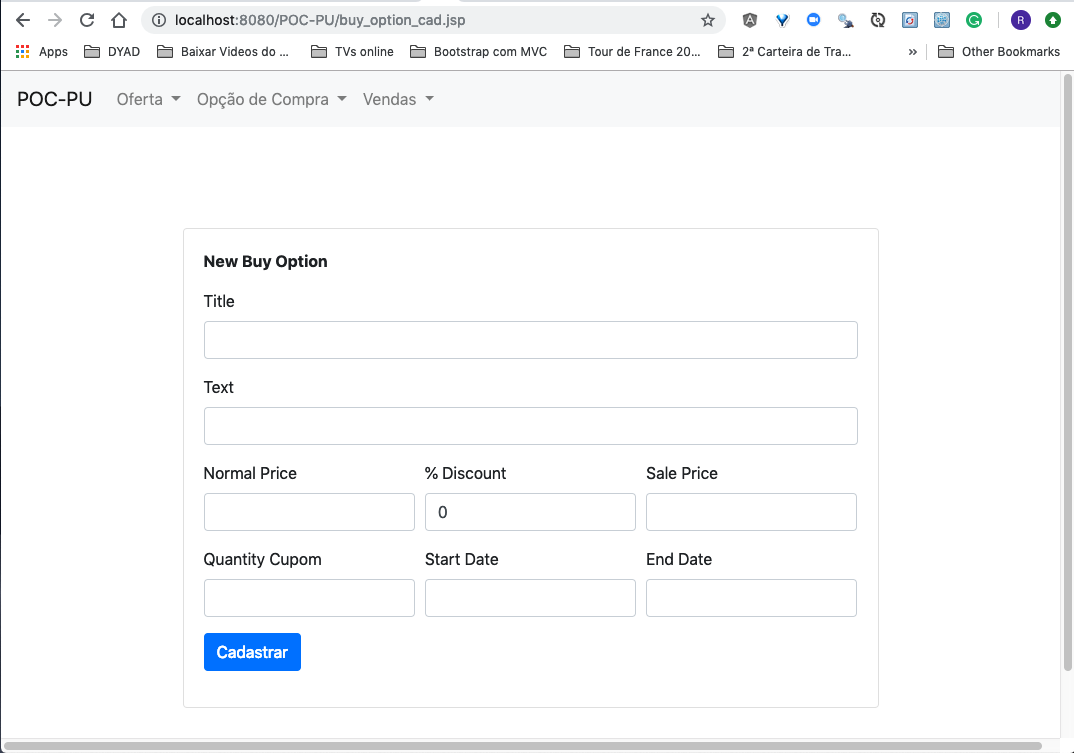 localhost:8080/POC-PU/buy_option_cad.jsp R
Apps DYAD Baixar Videos do ... TVs online Bootstrap com MVC Tour de France 20... 2ª Carteira de Tra... » Other Bookmarks
POC-PU Oferta Opção de Compra Vendas
New Buy Option
Title
Text
Normal Price % Discount Sale Price
0
Quantity Cupom Start Date End Date
Cadastrar